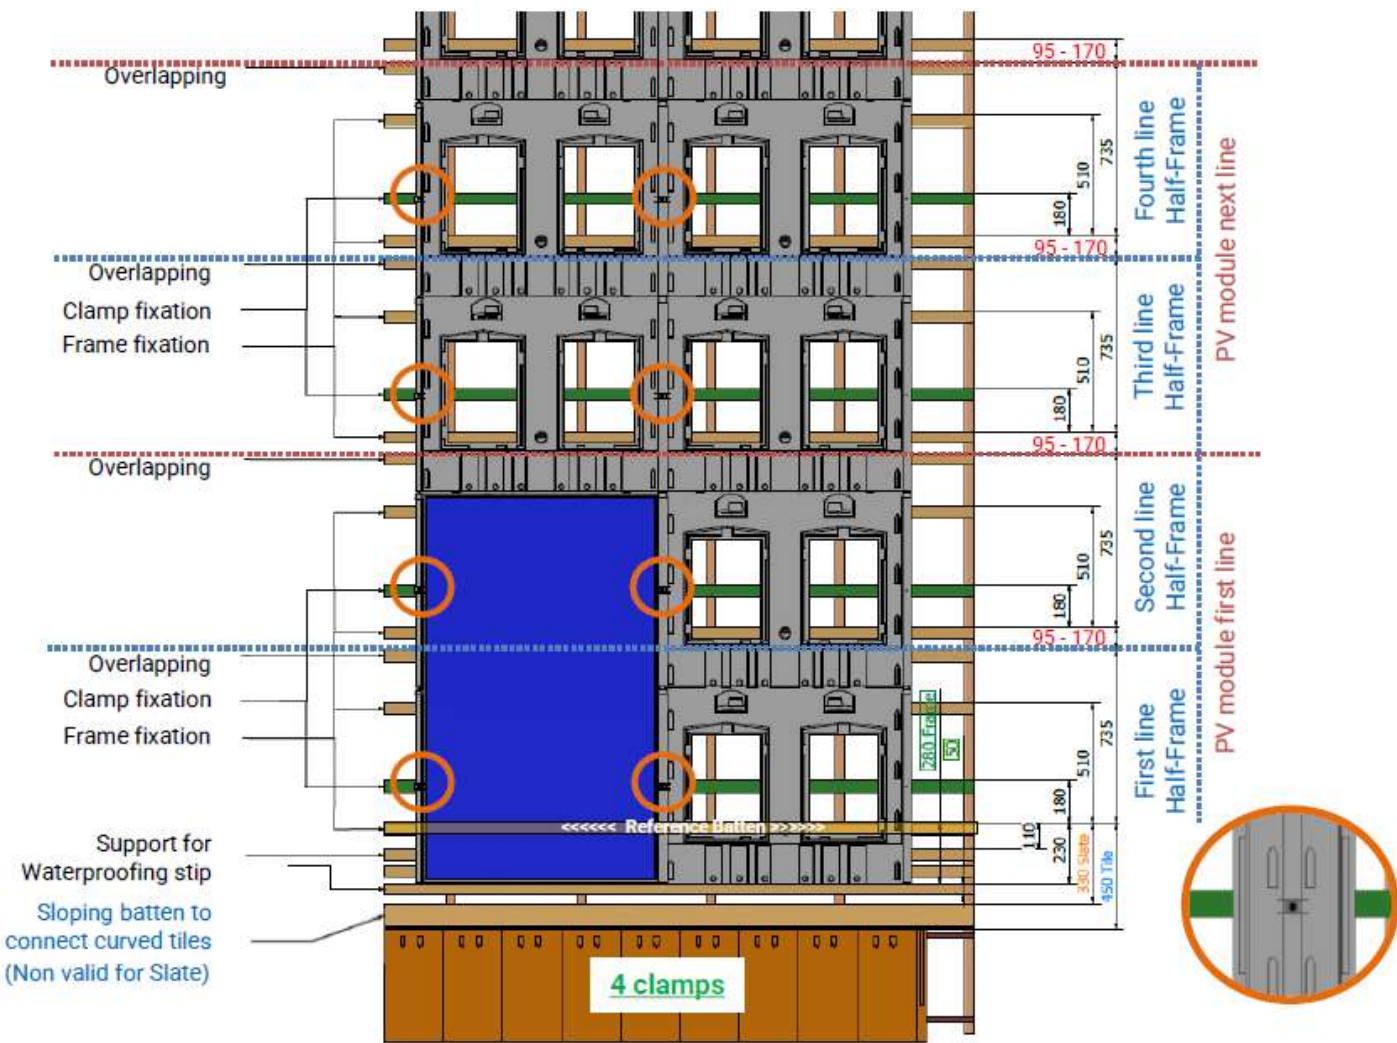 95 - 170
Overlapping
Fourth line
Half-Frame
735
510
180
95 - 170
PV module next line
Overlapping
Clamp fixation
Frame fixation
Third line
Half-Frame
735
510
180
95 - 170
Overlapping
Second line
Half-Frame
735
510
180
95 - 170
PV module first line
Overlapping
Clamp fixation
Frame fixation
First line
Half-Frame
735
510
180
280 Frame
50
<<<<<< Reference Batten >>>>>>
110
230
330 Slate
450 Tile
Support for
Waterproofing stip
Sloping batten to
connect curved tiles
(Non valid for Slate)
4 clamps